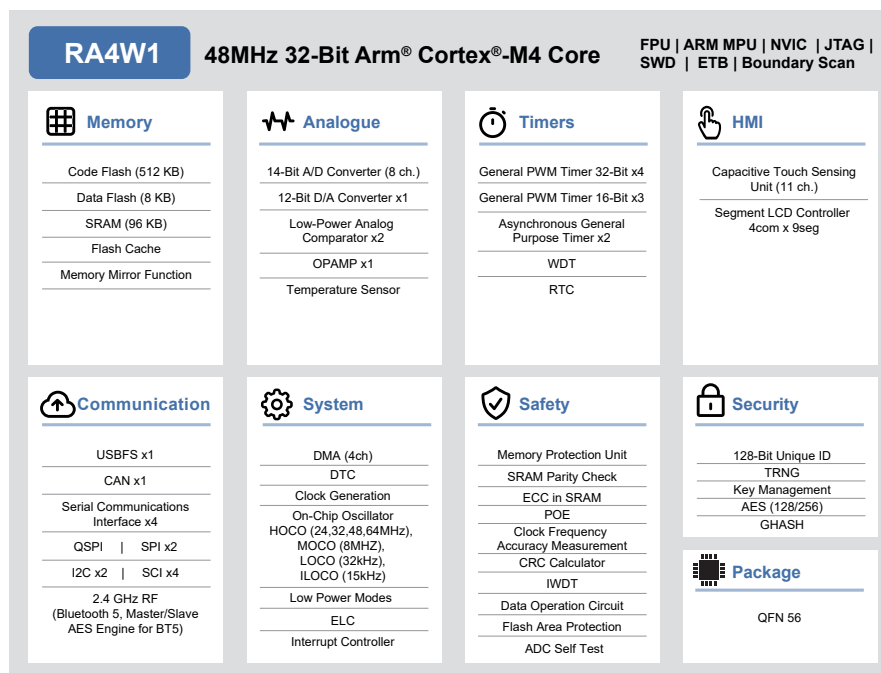 RA4W1
48MHz 32-Bit Arm® Cortex®-M4 Core
FPU | ARM MPU | NVIC | JTAG |
SWD | ETB | Boundary Scan
Memory
Code Flash (512 KB)
Data Flash (8 KB)
SRAM (96 KB)
Flash Cache
Memory Mirror Function
Analogue
14-Bit A/D Converter (8 ch.)
12-Bit D/A Converter x1
Low-Power Analog
Comparator x2
OPAMP x1
Temperature Sensor
Timers
General PWM Timer 32-Bit x4
General PWM Timer 16-Bit x3
Asynchronous General
Purpose Timer x2
WDT
RTC
HMI
Capacitive Touch Sensing
Unit (11 ch.)
Segment LCD Controller
4com x 9seg
Communication
USBFS x1
CAN x1
Serial Communications
Interface x4
QSPI | SPI x2
I2C x2 | SCI x4
2.4 GHz RF
(Bluetooth 5, Master/Slave
AES Engine for BT5)
System
DMA (4ch)
DTC
Clock Generation
On-Chip Oscillator
HOCO (24,32,48,64MHz),
MOCO (8MHZ),
LOCO (32kHz),
ILOCO (15kHz)
Low Power Modes
ELC
Interrupt Controller
Safety
Memory Protection Unit
SRAM Parity Check
ECC in SRAM
POE
Clock Frequency
Accuracy Measurement
CRC Calculator
IWDT
Data Operation Circuit
Flash Area Protection
ADC Self Test
Security
128-Bit Unique ID
TRNG
Key Management
AES (128/256)
GHASH
Package
QFN 56